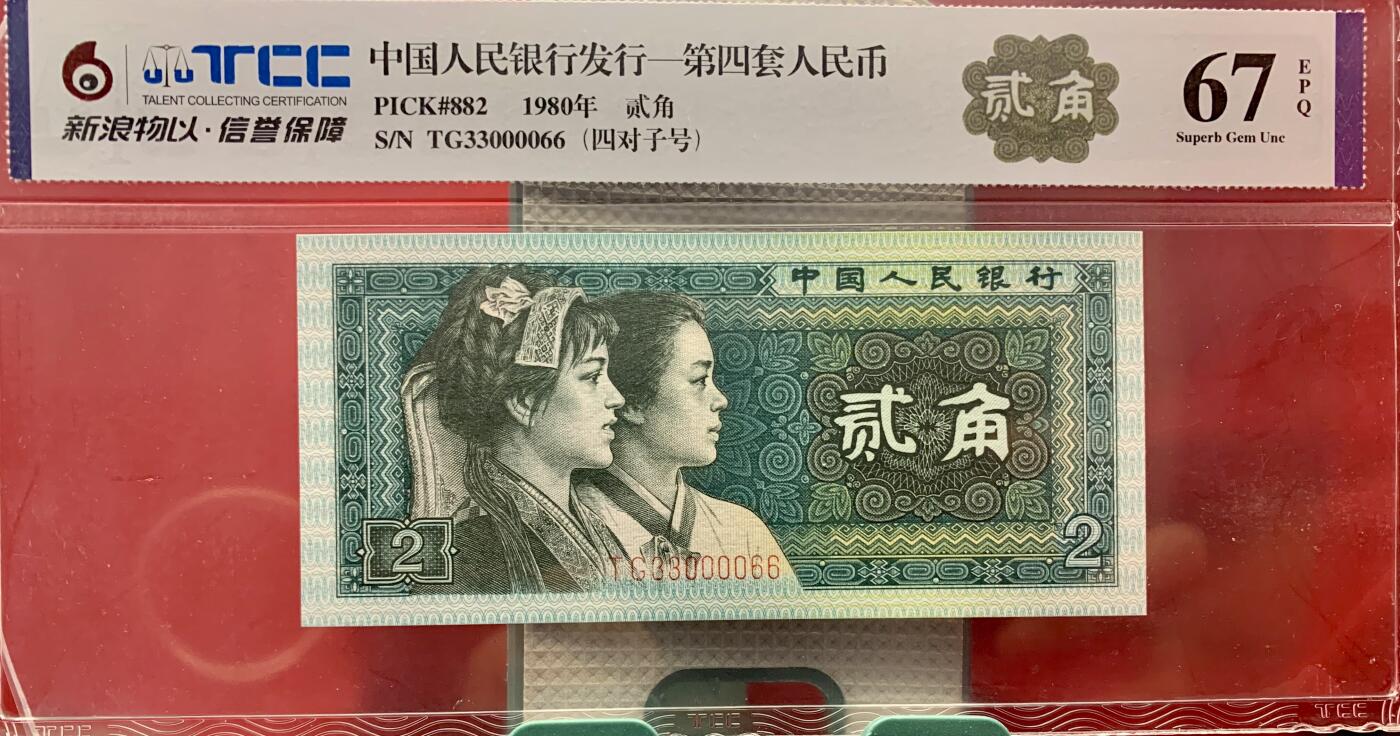 TCC
TALENT COLLECTING CERTIFICATION
新浪物以·信誉保障
中国人民银行发行—第四套人民币
PICK#882 1980年 贰角
S/N TG33000066 (四对子号)
贰角
67
EPQ
Superb Gem Unc
中国人民银行
贰角
2
2
TG33000066
TCC
TCC
TCC